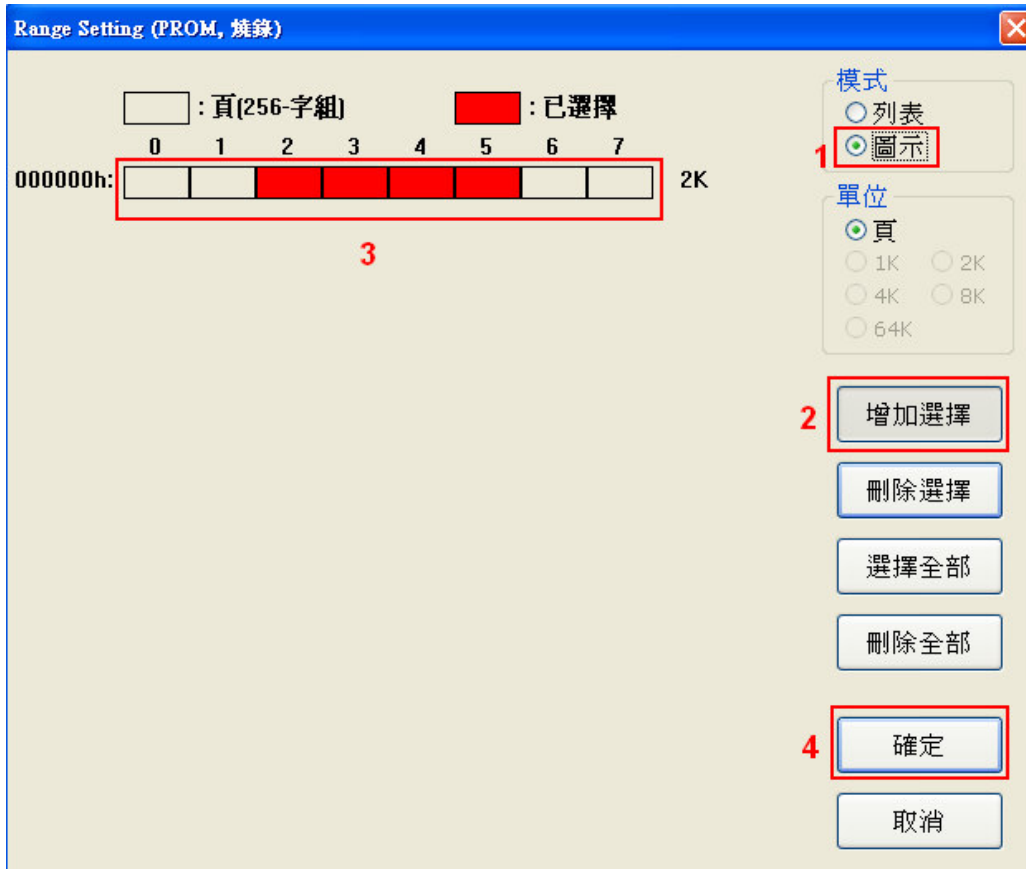 Range Setting (PROM, 燒錄)
: 頁(256-字組) : 已選擇
0 1 2 3 4 5 6 7
000000h: 2K
3
模式
列表
1 圖示
單位
頁
1K 2K
4K 8K
64K
2 增加選擇
刪除選擇
選擇全部
刪除全部
4 確定
取消